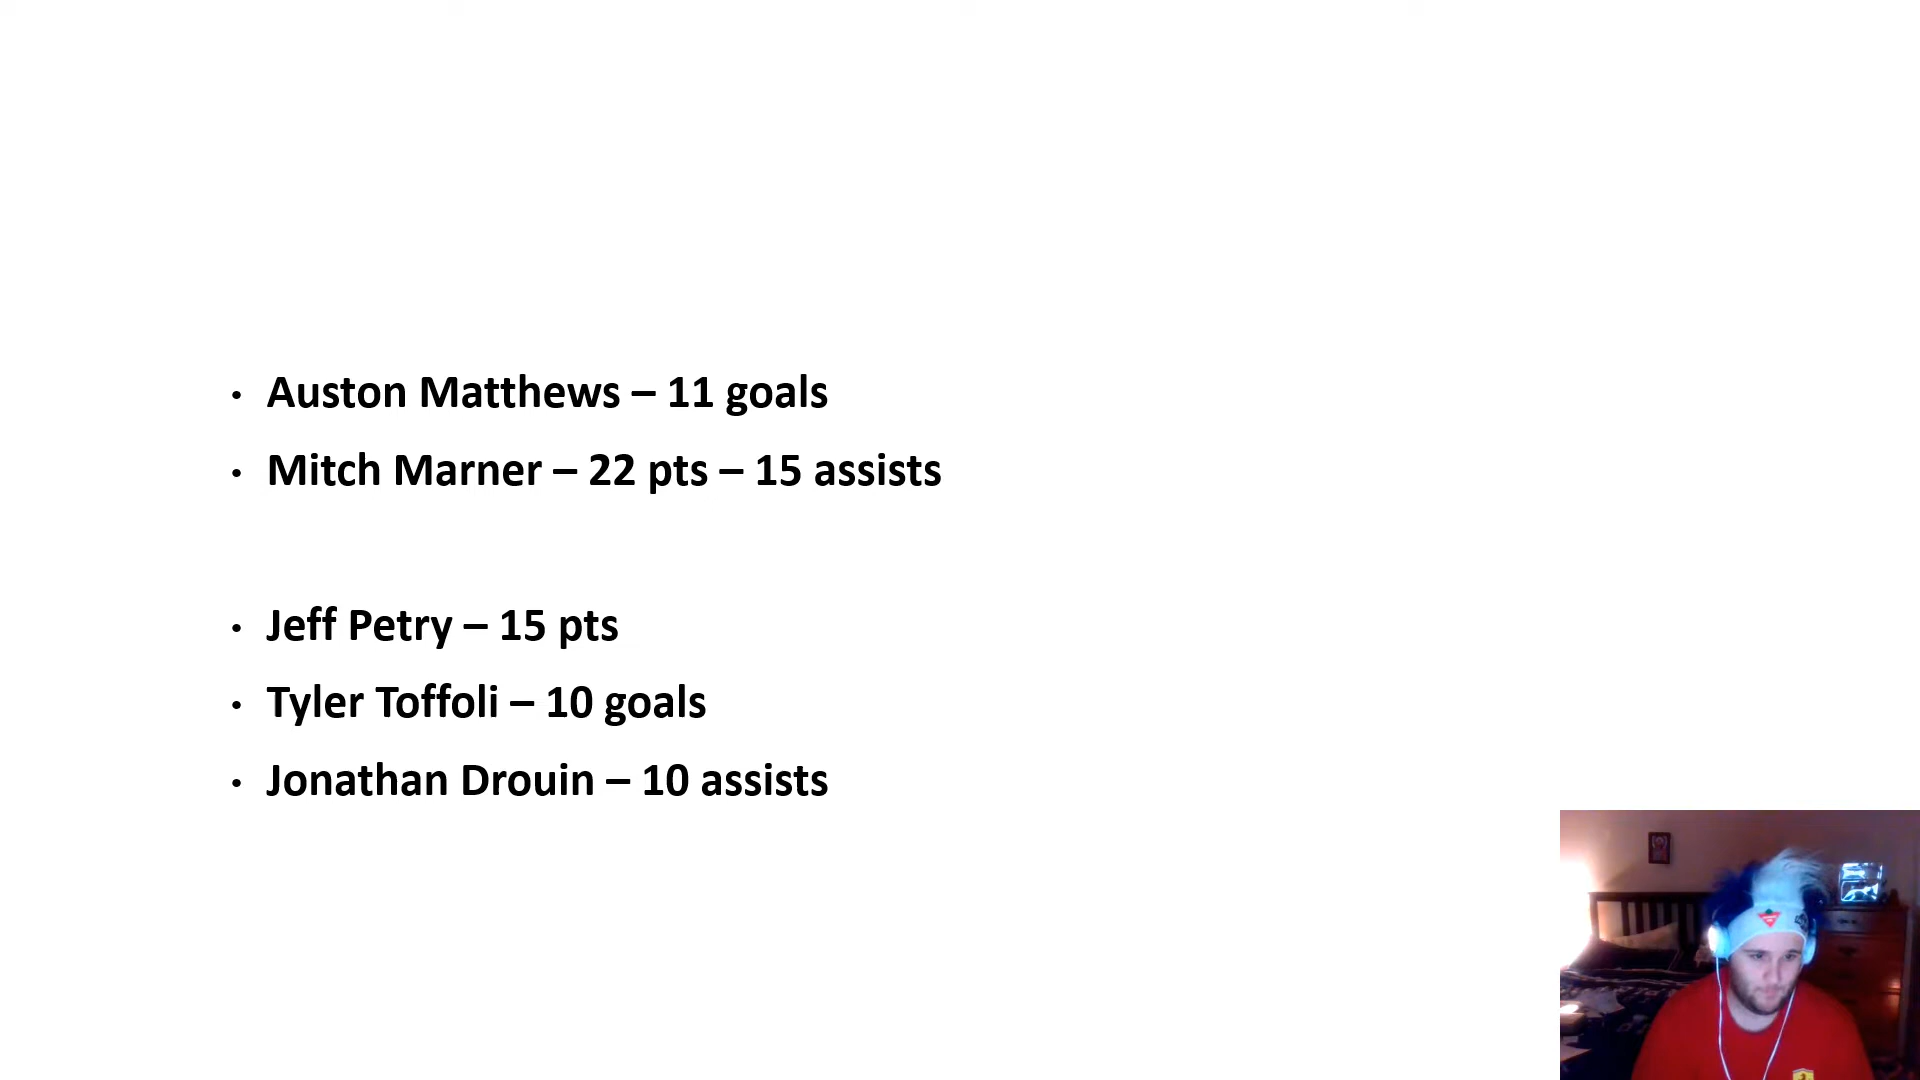 • Auston Matthews – 11 goals
• Mitch Marner – 22 pts – 15 assists
• Jeff Petry – 15 pts
• Tyler Toffoli – 10 goals
• Jonathan Drouin – 10 assists